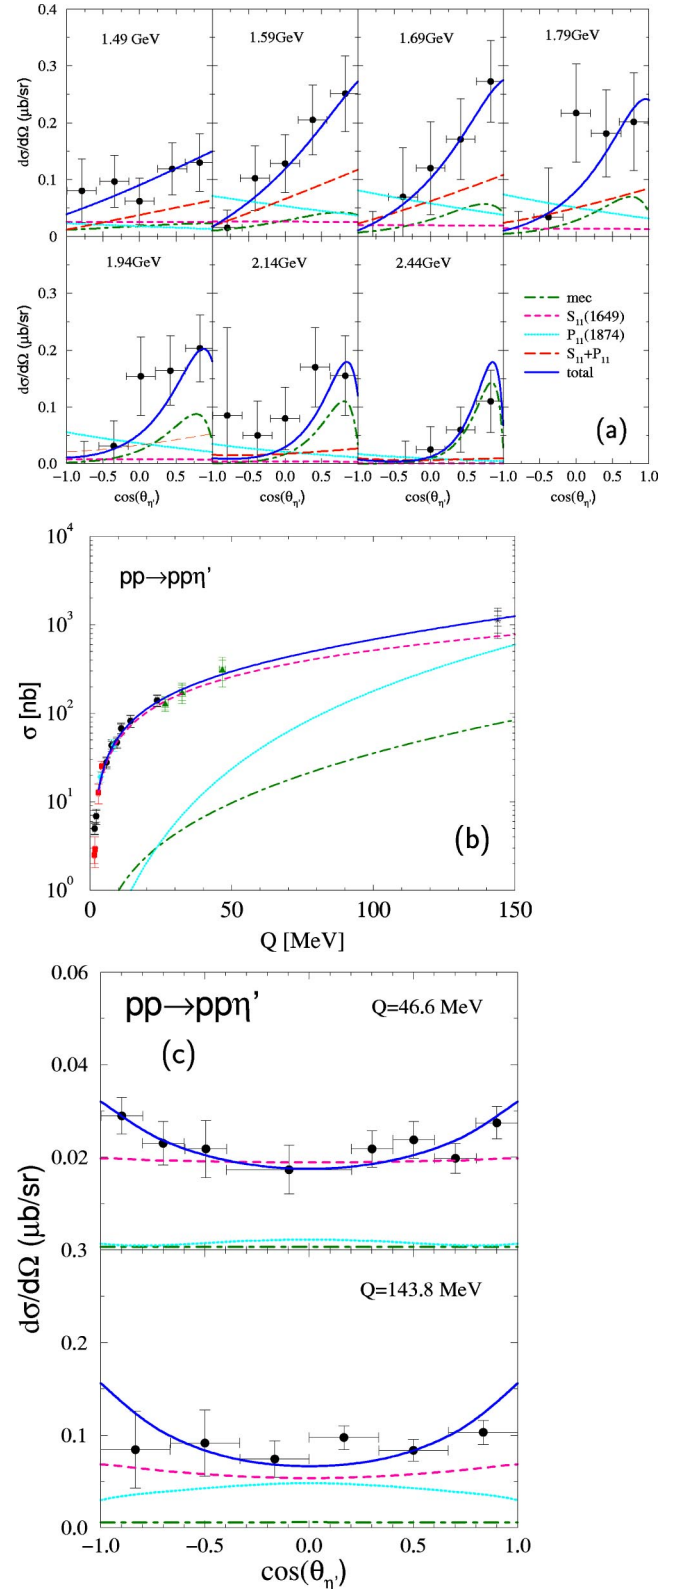 0.4
1.49 GeV
1.59GeV
1.69GeV
1.79GeV
dσ/dΩ (μb/sr)
0.3
0.2
0.1
0.0
1.94GeV
2.14GeV
2.44GeV
dσ/dΩ (μb/sr)
0.3
0.2
0.1
0.0
mec
S₁₁(1649)
P₁₁(1874)
S₁₁+P₁₁
total
(a)
-1.0 -0.5 0.0 0.5 -1.0 -0.5 0.0 0.5 -1.0 -0.5 0.0 0.5 -1.0 -0.5 0.0 0.5 1.0
cos(θη') cos(θη') cos(θη') cos(θη')
10⁴
pp→ppη'
10³
σ [nb]
10²
10¹
(b)
10⁰
0 50 100 150
Q [MeV]
0.06
pp→ppη'
Q=46.6 MeV
(c)
0.04
0.02
dσ/dΩ (μb/sr)
0.3
Q=143.8 MeV
0.2
0.1
0.0
−1.0 −0.5 0.0 0.5 1.0
cos(θη')